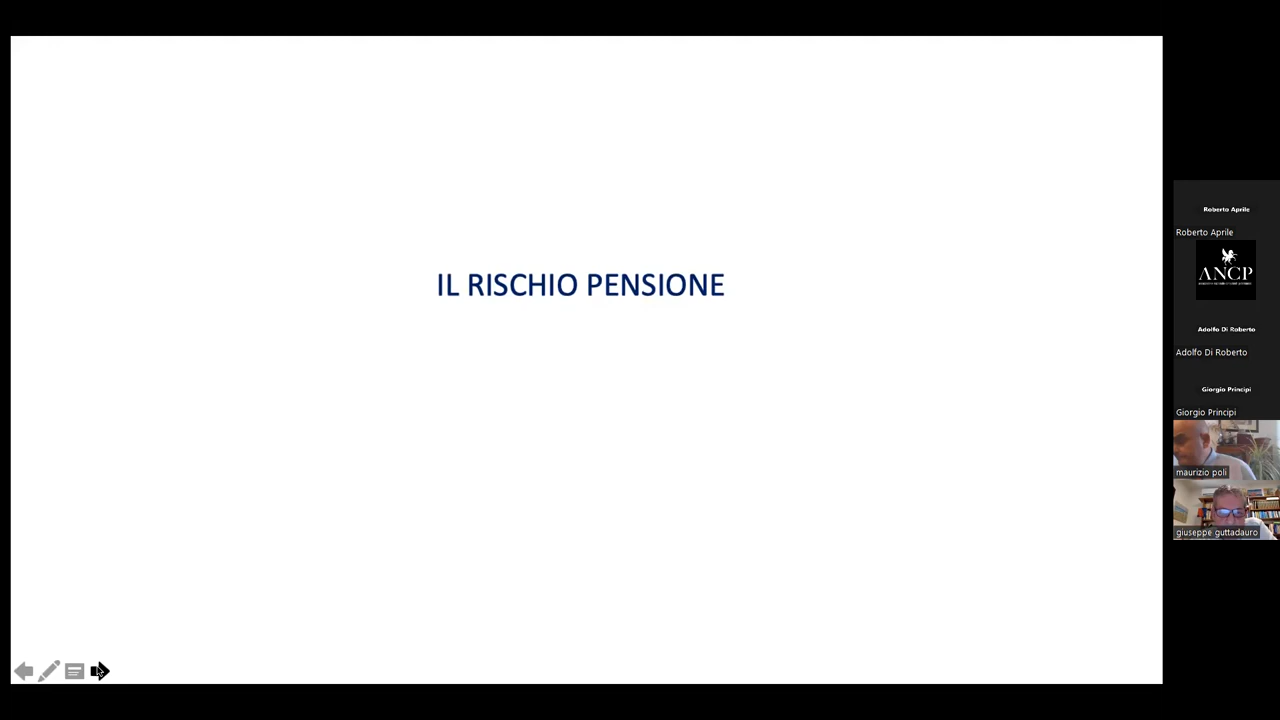 IL RISCHIO PENSIONE
Roberto Aprile
Roberto Aprile
ANCP
Adolfo Di Roberto
Adolfo Di Roberto
Giorgio Principi
Giorgio Principi
maurizio poli
giuseppe guttadauro